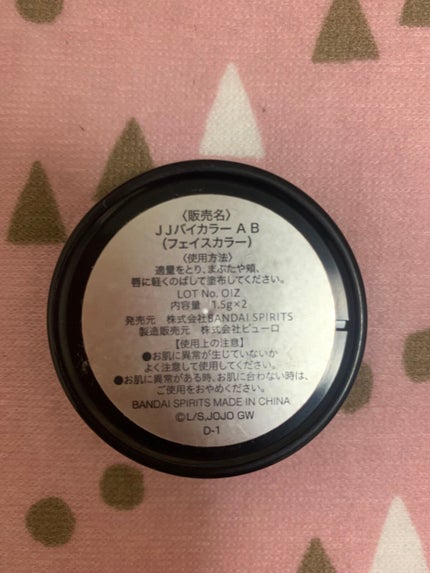 〈販売名〉
JJバイカラー A B
(フェイスカラー)
〈使用方法〉
適量をとり、まぶたや頬、
唇に軽くのばして塗布してください。
LOT No. OIZ
内容量 1.5g×2
発売元 株式会社BANDAI SPIRITS
製造販売元 株式会社ピューロ
【使用上の注意】
●お肌に異常が生じていないか
よく注意して使用してください。
●お肌に異常がある時、お肌に合わない時は、
ご使用をおやめください。
BANDAI SPIRITS MADE IN CHINA
©L/S,JOJO GW
D-1